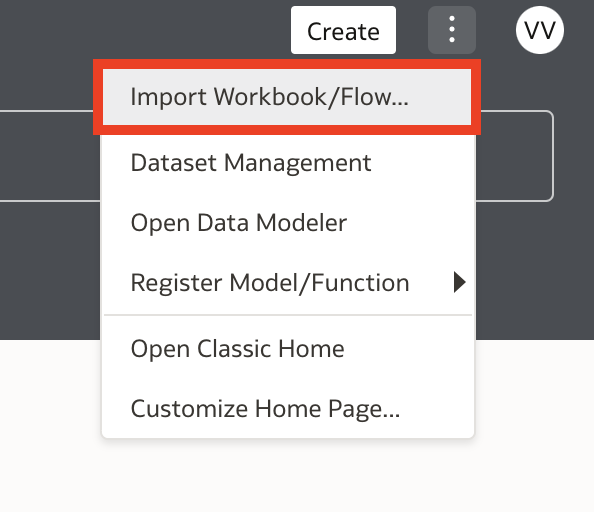 Create
VV
Import Workbook/Flow...
Dataset Management
Open Data Modeler
Register Model/Function
Open Classic Home
Customize Home Page...